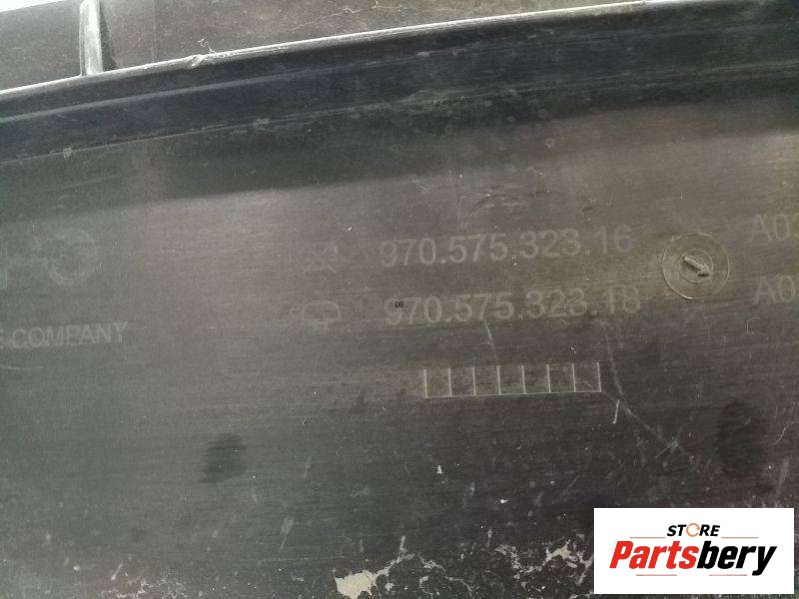 970.575.323.16
970.575.323.18
COMPANY
STORE
Partsbery